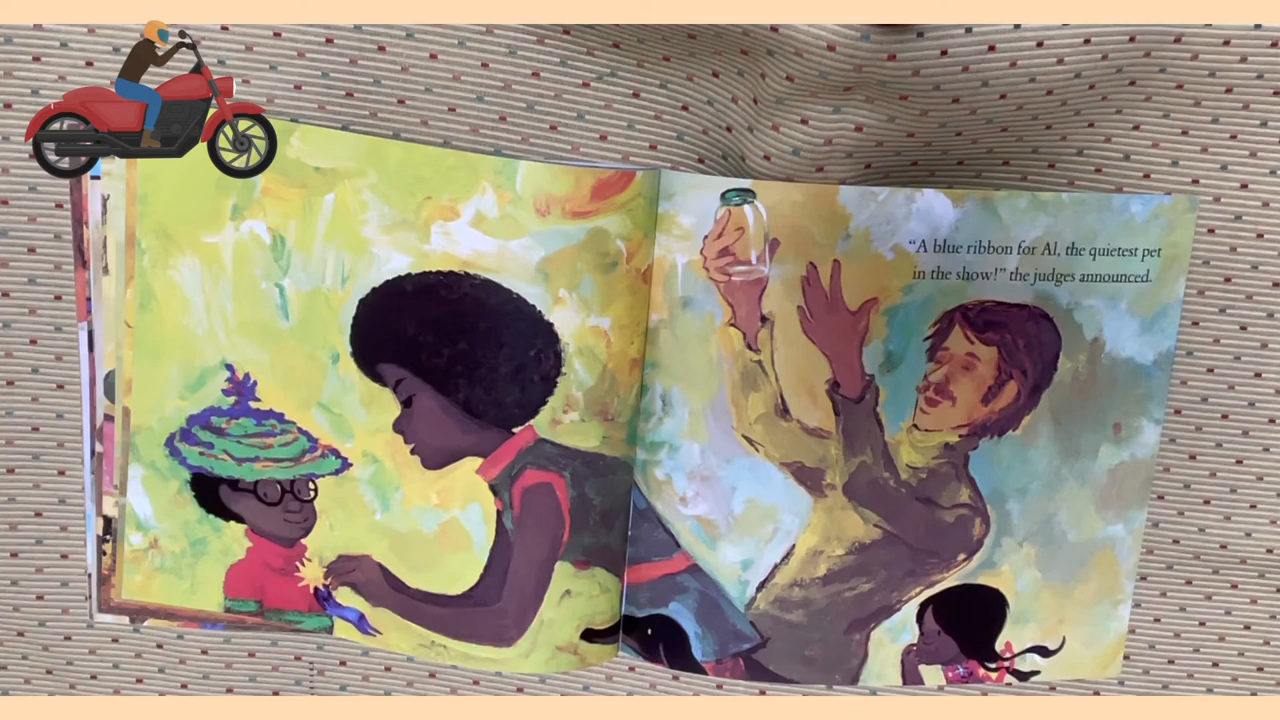 “A blue ribbon for Al, the quietest pet
in the show!” the judges announced.